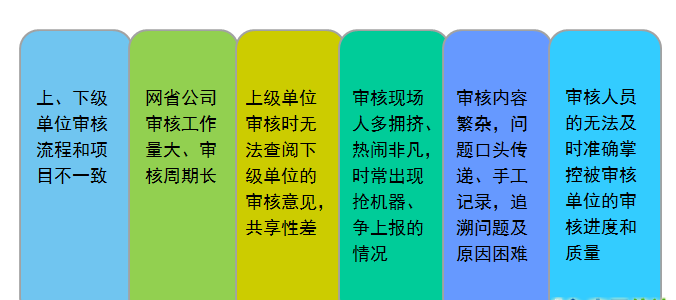 上、下级
单位审核
流程和项
目不一致
网省公司
审核工作
量大、审
核周期长
上级单位
审核时无
法查阅下
级单位的
审核意见，
共享性差
审核现场
人多拥挤、
热闹非凡，
时常出现
抢机器、
争上报的
情况
审核内容
繁杂，问
题口头传
递、手工
记录，追
溯问题及
原因困难
审核人员
的无法及
时准确掌
控被审核
单位的审
核进度和
质量